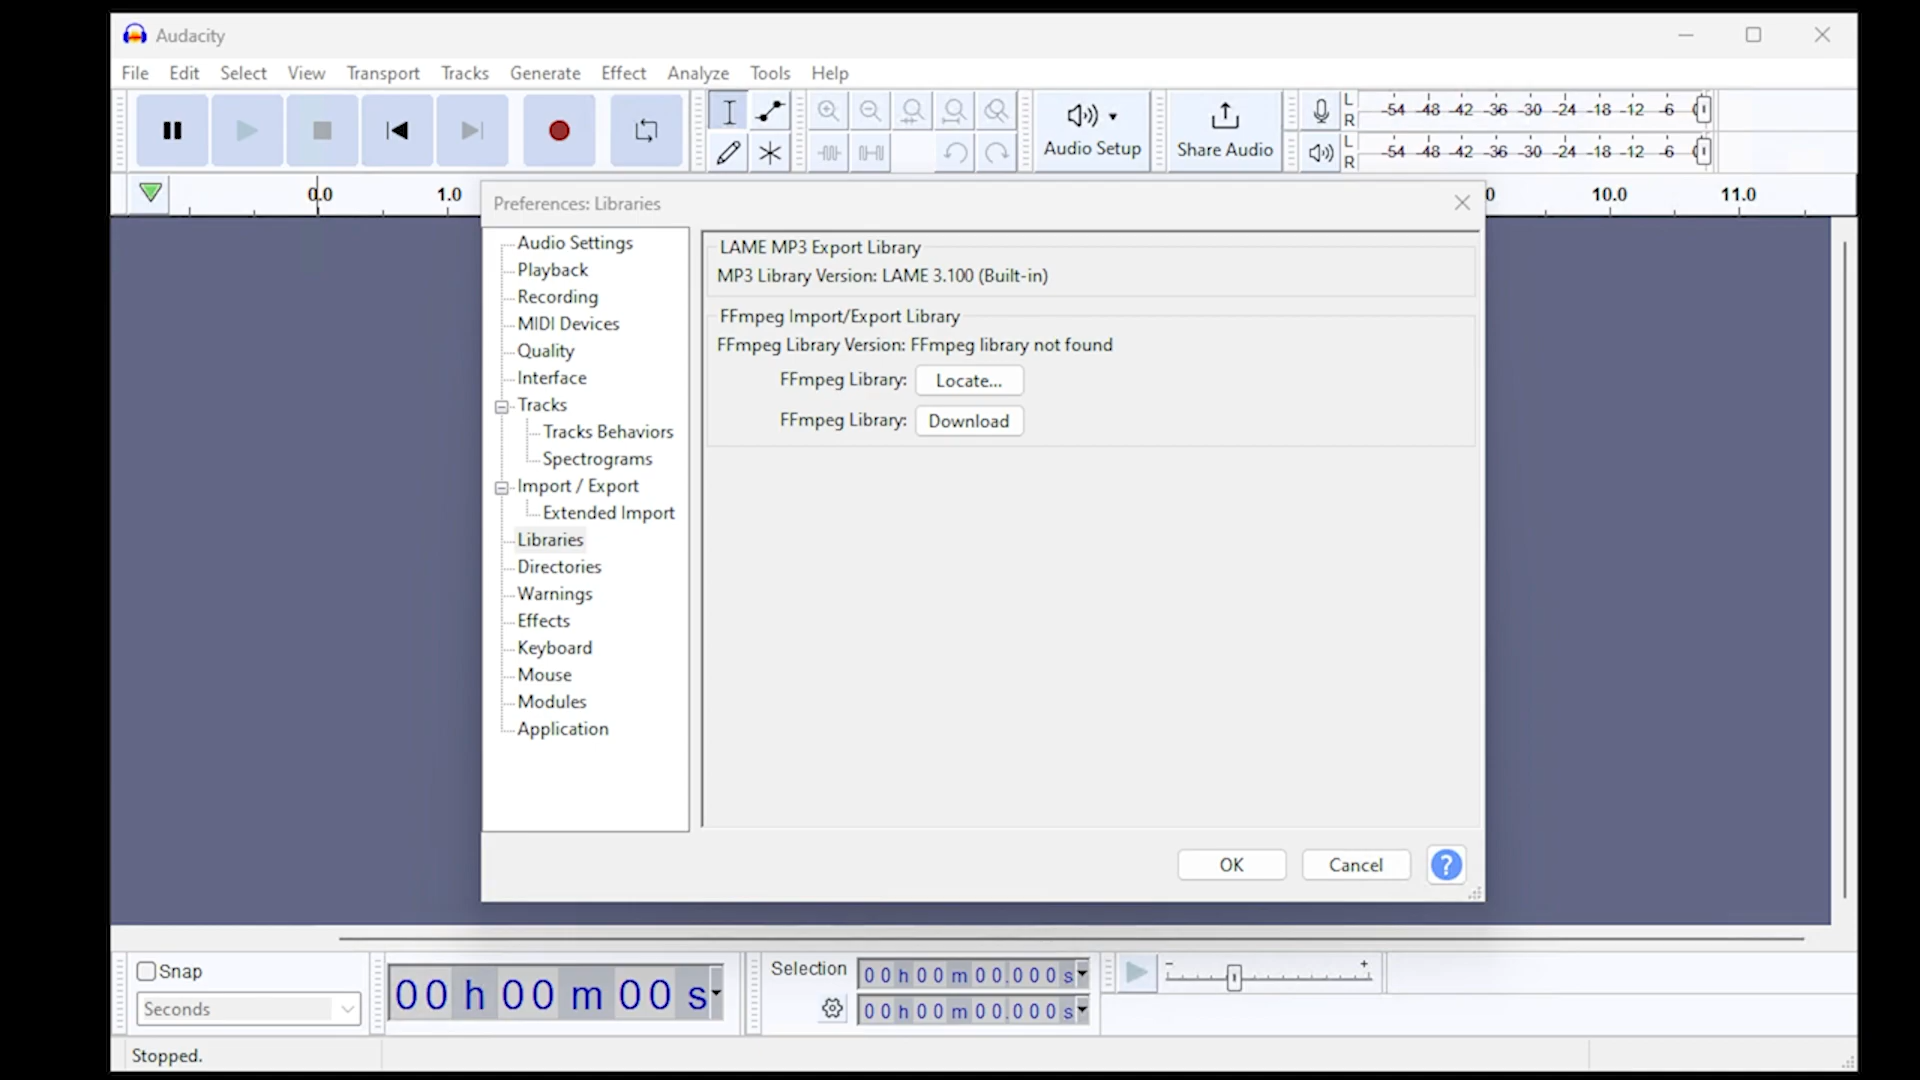 Audacity
File Edit Select View Transport Tracks Generate Effect Analyze Tools Help
Audio Setup
Share Audio
L
R
-54 -48 -42 -36 -30 -24 -18 -12 -6
L
R
-54 -48 -42 -36 -30 -24 -18 -12 -6
0.0 1.0 10.0 11.0
Preferences: Libraries
Audio Settings
Playback
Recording
MIDI Devices
Quality
Interface
Tracks
Tracks Behaviors
Spectrograms
Import / Export
Extended Import
Libraries
Directories
Warnings
Effects
Keyboard
Mouse
Modules
Application
LAME MP3 Export Library
MP3 Library Version: LAME 3.100 (Built-in)
FFmpeg Import/Export Library
FFmpeg Library Version: FFmpeg library not found
FFmpeg Library: Locate...
FFmpeg Library: Download
OK Cancel ?
Snap
Seconds
00 h 00 m 00 s
Selection
00 h 00 m 00.000 s
00 h 00 m 00.000 s
- +
Stopped.